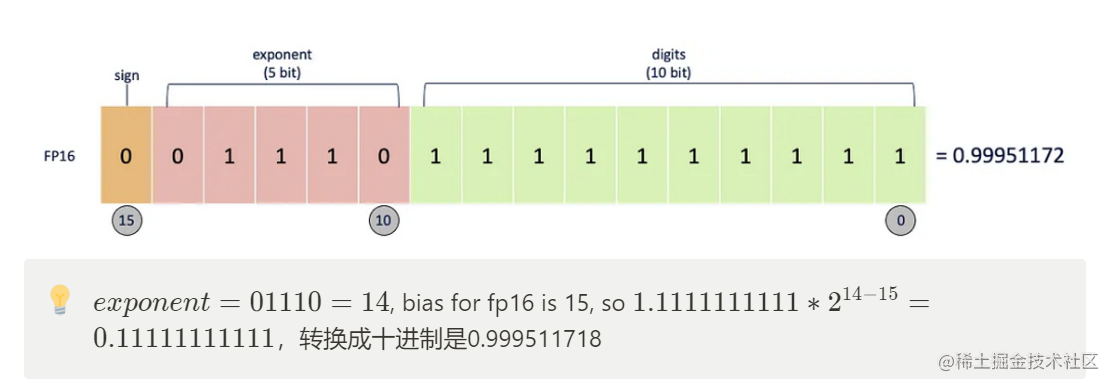 exponent
(5 bit)
digits
(10 bit)
sign
FP16 0 0 1 1 1 0 1 1 1 1 1 1 1 1 1 1 = 0.99951172
15 10 0
exponent = 01110 = 14, bias for fp16 is 15, so 1.1111111111 * 2^{14−15} =
0.11111111111，转换成十进制是0.999511718
@稀土掘金技术社区